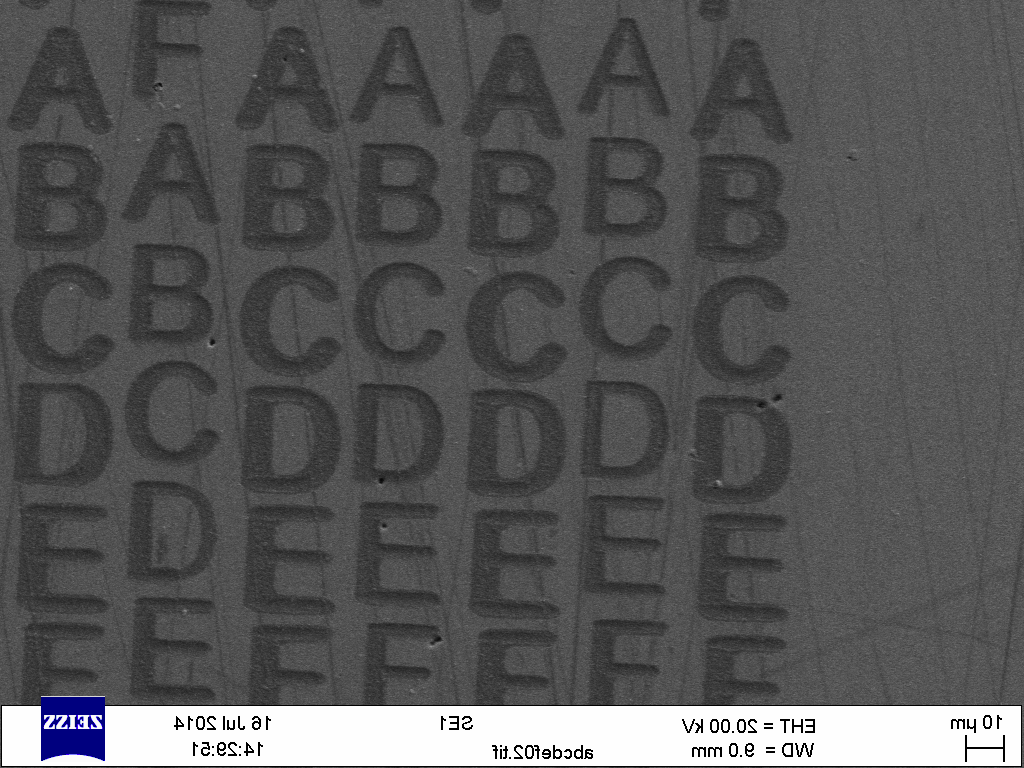 A F A A A A A
B A B B B B B
C B C C C C C
D C D D D D D
E D E E E E E
F E F F F F F
10 µm EHT = 20.00 kV SE1 16 Jul 2014 ZEISS
WD = 9.0 mm abcdef02.tif 14:29:51